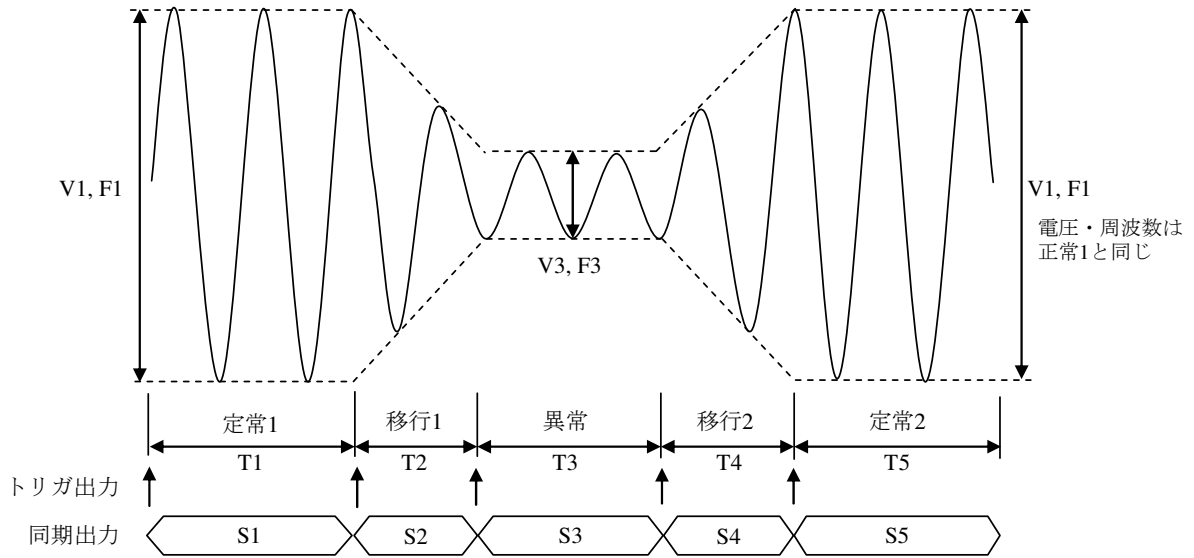 V1, F1
V3, F3
V1, F1
電圧・周波数は
正常1と同じ
定常1
移行1
異常
移行2
定常2
T1
T2
T3
T4
T5
トリガ出力
同期出力
S1
S2
S3
S4
S5